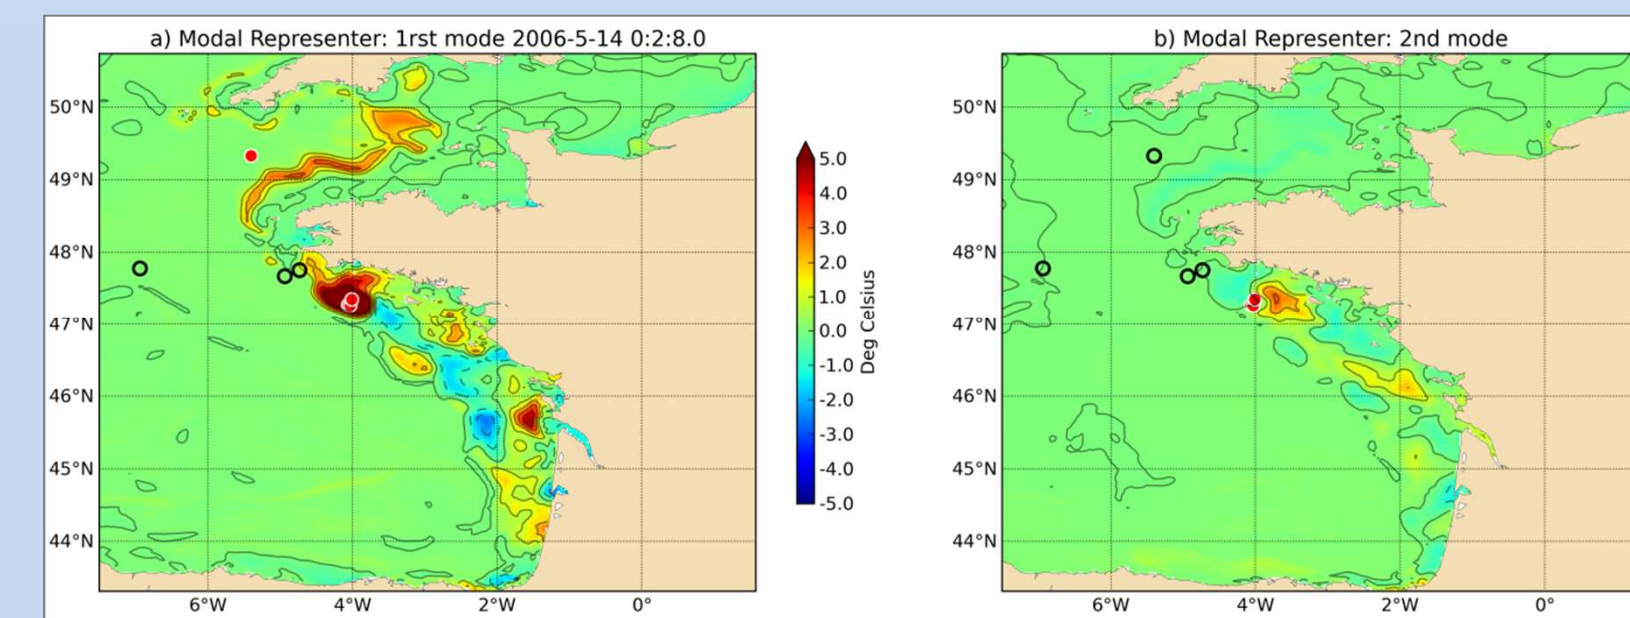 a) Modal Representer: 1rst mode 2006-5-14 0:2:8.0
50°N
49°N
48°N
47°N
46°N
45°N
44°N
6°W 4°W 2°W 0°
5.0
4.0
3.0
2.0
1.0
0.0
-1.0
-2.0
-3.0
-4.0
-5.0
Deg Celsius
b) Modal Representer: 2nd mode
50°N
49°N
48°N
47°N
46°N
45°N
44°N
6°W 4°W 2°W 0°